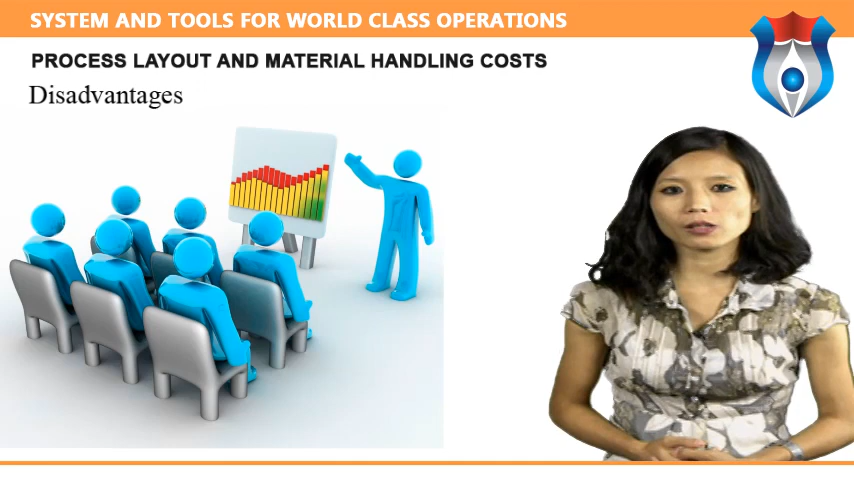 SYSTEM AND TOOLS FOR WORLD CLASS OPERATIONS
PROCESS LAYOUT AND MATERIAL HANDLING COSTS
Disadvantages